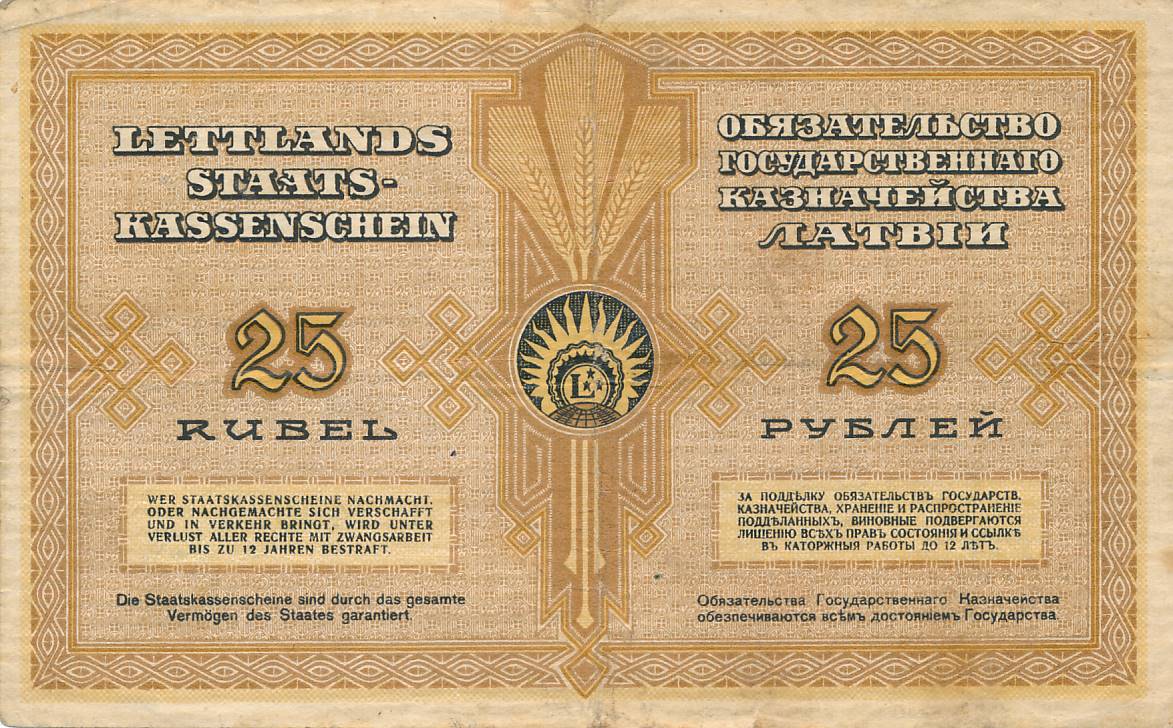 LETTLANDS
STAATS-
KASSENSCHEIN
25
RUBEL
WER STAATSKASSENSCHEINE NACHMACHT,
ODER NACHGEMACHTE SICH VERSCHAFFT
UND IN VERKEHR BRINGT, WIRD UNTER
VERLUST ALLER RECHTE MIT ZWANGSARBEIT
BIS ZU 12 JAHREN BESTRAFT.
Die Staatskassenscheine sind durch das gesamte
Vermögen des Staates garantiert.
L
ОБЯЗАТЕЛЬСТВО
ГОСУДАРСТВЕННАГО
КАЗНАЧЕЙСТВА
ЛАТВІИ
25
РУБЛЕЙ
ЗА ПОДДѢЛКУ ОБЯЗАТЕЛЬСТВЪ ГОСУДАРСТВ.
КАЗНАЧЕЙСТВА, ХРАНЕНІЕ И РАСПРОСТРАНЕНІЕ
ПОДДѢЛАННЫХЪ, ВИНОВНЫЕ ПОДВЕРГАЮТСЯ
ЛИШЕНІЮ ВСѢХЪ ПРАВЪ СОСТОЯНІЯ И ССЫЛКѢ
ВЪ КАТОРЖНЫЯ РАБОТЫ ДО 12 ЛѢТЪ.
Обязательства Государственнаго Казначейства
обезпечиваются всѣмъ достояніемъ Государства.